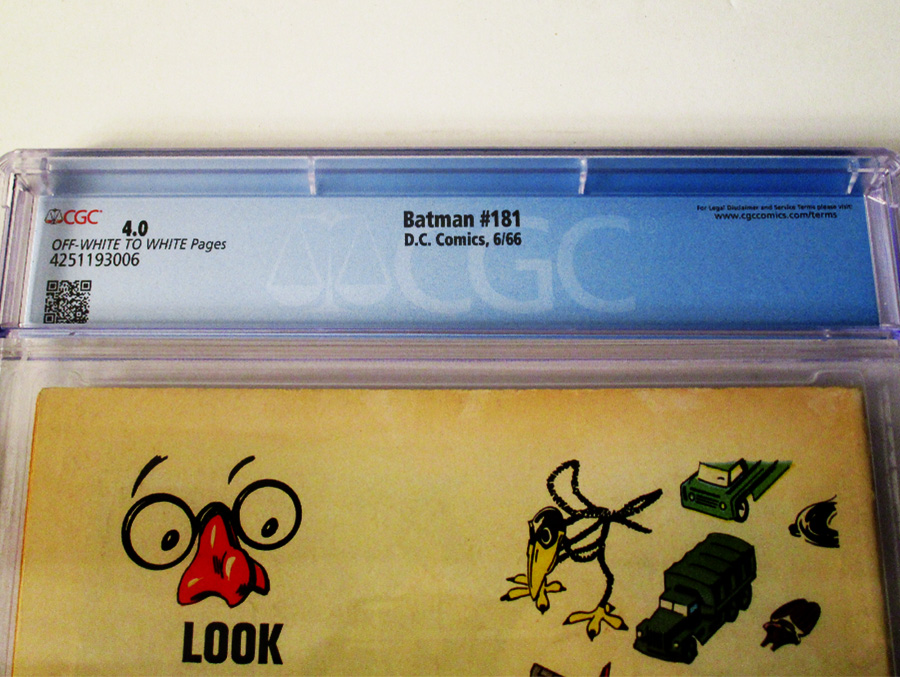 CGC
4.0
OFF-WHITE TO WHITE Pages
4251193006
Batman #181
D.C. Comics, 6/66
For Legal Disclaimer and Service Terms please visit:
www.cgccomics.com/terms
CGC
LOOK